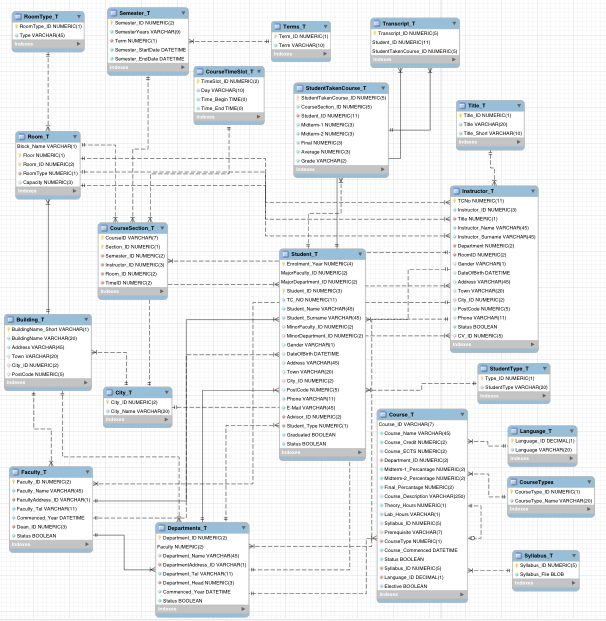 RoomType_T
RoomType_ID NUMERIC(1)
Type VARCHAR(45)
Indexes
Semester_T
Semester_ID NUMERIC(2)
SemesterYears VARCHAR(9)
Term NUMERIC(1)
Semester_StartDate DATETIME
Semester_EndDate DATETIME
Indexes
Terms_T
Term_ID NUMERIC(1)
Term VARCHAR(10)
Indexes
Transcript_T
Transcript_ID NUMERIC(5)
Student_ID NUMERIC(11)
StudentTakenCourse_ID NUMERIC(5)
Indexes
CourseTimeSlot_T
TimeSlot_ID NUMERIC(2)
Day VARCHAR(10)
Time_Begin TIME(0)
Time_End TIME(0)
Indexes
StudentTakenCourse_T
StudentTakenCourse_ID NUMERIC(5)
CourseSection_ID NUMERIC(5)
Student_ID NUMERIC(11)
Midterm-1 NUMERIC(3)
Midterm-2 NUMERIC(3)
Final NUMERIC(3)
Average NUMERIC(3)
Grade VARCHAR(2)
Indexes
Title_T
Title_ID NUMERIC(1)
Title VARCHAR(20)
Title_Short VARCHAR(10)
Indexes
Room_T
Block_Name VARCHAR(1)
Floor NUMERIC(1)
Room_ID NUMERIC(2)
RoomType NUMERIC(1)
Capacity NUMERIC(3)
Indexes
Instructor_T
TCNo NUMERIC(11)
Instructor_ID NUMERIC(3)
Title NUMERIC(1)
Instructor_Name VARCHAR(45)
Instructor_Surname VARCHAR(45)
Department NUMERIC(2)
RoomID NUMERIC(2)
Gender VARCHAR(1)
DataOfBirth DATETIME
Address VARCHAR(45)
Town VARCHAR(20)
City_ID NUMERIC(2)
PostCode NUMERIC(5)
Phone VARCHAR(11)
Status BOOLEAN
CV_ID NUMERIC(5)
Indexes
CourseSection_T
CourseID VARCHAR(7)
Section_ID NUMERIC(1)
Semester_ID NUMERIC(2)
Instructor_ID NUMERIC(3)
Room_ID NUMERIC(2)
TimeID NUMERIC(2)
Indexes
Student_T
Enrolment_Year NUMERIC(4)
MajorFaculty_ID NUMERIC(2)
MajorDepartment_ID NUMERIC(2)
Student_ID NUMERIC(3)
TC_NO NUMERIC(11)
Student_Name VARCHAR(45)
Student_Surname VARCHAR(45)
MinorFaculty_ID NUMERIC(2)
MinorDepartment_ID NUMERIC(2)
Gender VARCHAR(1)
DateOfBirth DATETIME
Address VARCHAR(45)
Town VARCHAR(20)
City_ID NUMERIC(2)
PostCode NUMERIC(5)
Phone VARCHAR(11)
E-Mail VARCHAR(45)
Advisor_ID NUMERIC(2)
Student_Type NUMERIC(1)
Graduated BOOLEAN
Status BOOLEAN
Indexes
Building_T
BuildingName_Short VARCHAR(1)
BuildingName VARCHAR(20)
Address VARCHAR(45)
Town VARCHAR(20)
City_ID NUMERIC(2)
PostCode NUMERIC(5)
Indexes
City_T
City_ID NUMERIC(2)
City_Name VARCHAR(20)
Indexes
StudentType_T
Type_ID NUMERIC(1)
StudentType VARCHAR(20)
Indexes
Course_T
Course_ID VARCHAR(7)
Course_Name VARCHAR(45)
Course_Credit NUMERIC(2)
Course_ECTS NUMERIC(2)
Department_ID NUMERIC(2)
Midterm-1_Percantage NUMERIC(2)
Midterm-2_Percantage NUMERIC(2)
Final_Percantage NUMERIC(2)
Course_Description VARCHAR(250)
Theory_Hours NUMERIC(1)
Lab_Hours VARCHAR(1)
Syllabus_ID NUMERIC(5)
Prerequisite VARCHAR(7)
CourseType NUMERIC(1)
Course_Commenced DATETIME
Status BOOLEAN
Syllabus_ID NUMERIC(5)
Language_ID DECIMAL(1)
Elective BOOLEAN
Indexes
Language_T
Language_ID DECIMAL(1)
Language VARCHAR(20)
Indexes
CourseTypes
CourseType_ID NUMERIC(1)
CourseType_Name VARCHAR(20)
Indexes
Syllabus_T
Syllabus_ID NUMERIC(5)
Syllabus_File BLOB
Indexes
Faculty_T
Faculty_ID NUMERIC(2)
Faculty_Name VARCHAR(45)
FacultyAddress_ID VARCHAR(1)
Faculty_Tel VARCHAR(11)
Commenced_Year DATETIME
Dean_ID NUMERIC(3)
Status BOOLEAN
Indexes
Departments_T
Department_ID NUMERIC(2)
Faculty NUMERIC(2)
Department_Name VARCHAR(45)
DepartmentAddress_ID VARCHAR(1)
Department_Tel VARCHAR(11)
Department_Head NUMERIC(3)
Commenced_Year DATETIME
Status BOOLEAN
Indexes